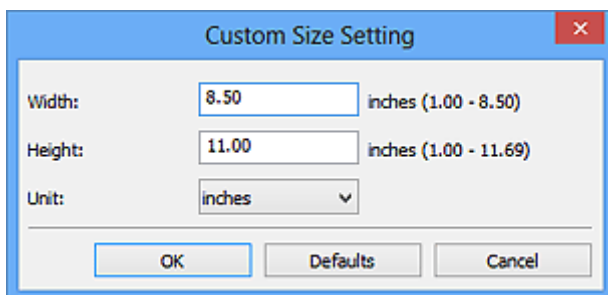 Custom Size Setting
Width: 8.50 inches (1.00 - 8.50)
Height: 11.00 inches (1.00 - 11.69)
Unit: inches
OK Defaults Cancel